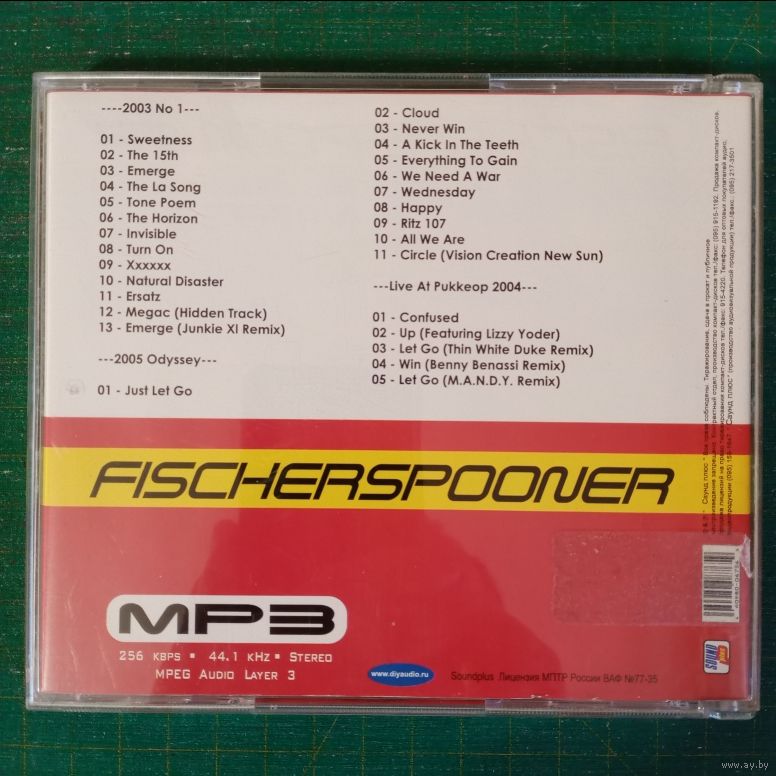 ----2003 No 1---
01 - Sweetness
02 - The 15th
03 - Emerge
04 - The La Song
05 - Tone Poem
06 - The Horizon
07 - Invisible
08 - Turn On
09 - Xxxxxx
10 - Natural Disaster
11 - Ersatz
12 - Megac (Hidden Track)
13 - Emerge (Junkie XI Remix)
---2005 Odyssey---
01 - Just Let Go
02 - Cloud
03 - Never Win
04 - A Kick In The Teeth
05 - Everything To Gain
06 - We Need A War
07 - Wednesday
08 - Happy
09 - Ritz 107
10 - All We Are
11 - Circle (Vision Creation New Sun)
---Live At Pukkeop 2004---
01 - Confused
02 - Up (Featuring Lizzy Yoder)
03 - Let Go (Thin White Duke Remix)
04 - Win (Benny Benassi Remix)
05 - Let Go (M.A.N.D.Y. Remix)
FISCHERSPOONER
MP3
256 KBPS • 44.1 KHZ • STEREO
MPEG AUDIO LAYER 3
www.diyaudio.ru
Soundplus Лицензия МПТР России ВАФ №77-35
SOUND
www.ay.by